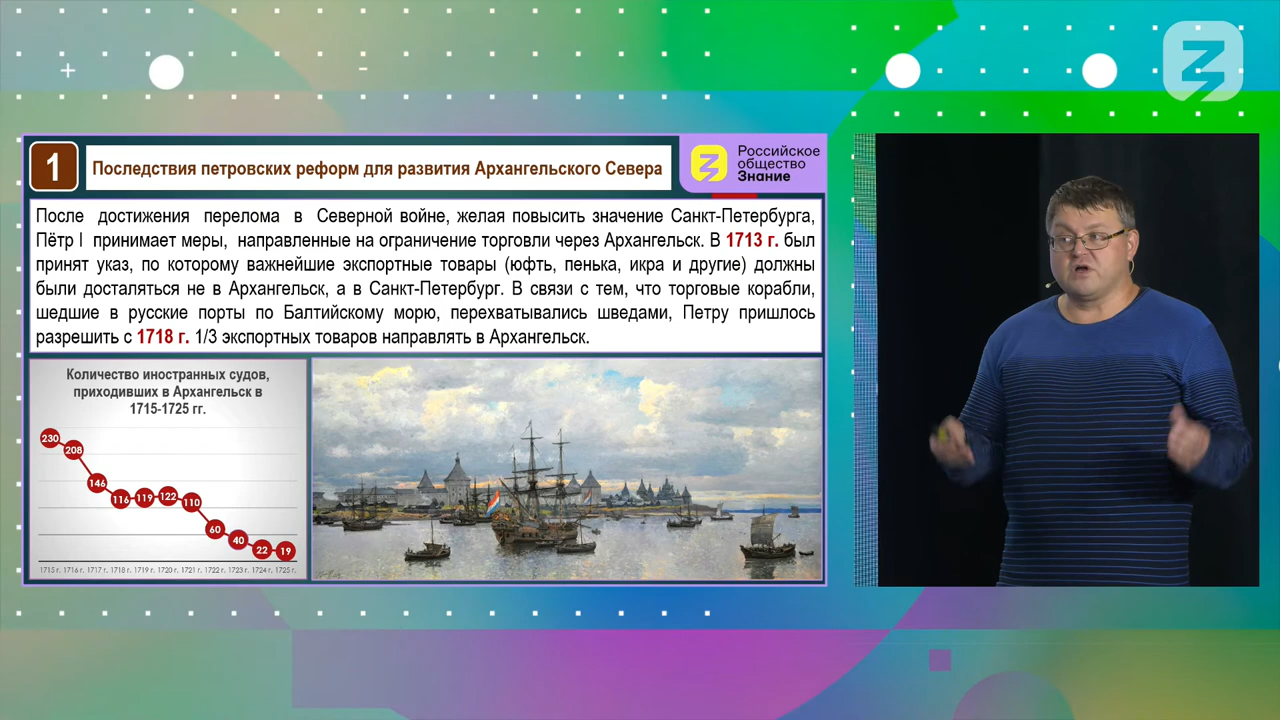 1
Последствия петровских реформ для развития Архангельского Севера
Российское
общество
Знание
После достижения перелома в Северной войне, желая повысить значение Санкт-Петербурга,
Пётр I принимает меры, направленные на ограничение торговли через Архангельск. В 1713 г. был
принят указ, по которому важнейшие экспортные товары (юфть, пенька, икра и другие) должны
были досталяться не в Архангельск, а в Санкт-Петербург. В связи с тем, что торговые корабли,
шедшие в русские порты по Балтийскому морю, перехватывались шведами, Петру пришлось
разрешить с 1718 г. 1/3 экспортных товаров направлять в Архангельск.
Количество иностранных судов,
приходивших в Архангельск в
1715-1725 гг.
230
208
146
116
119
122
110
60
40
22
19
1715 г. 1716 г. 1717 г. 1718 г. 1719 г. 1720 г. 1721 г. 1722 г. 1723 г. 1724 г. 1725 г.